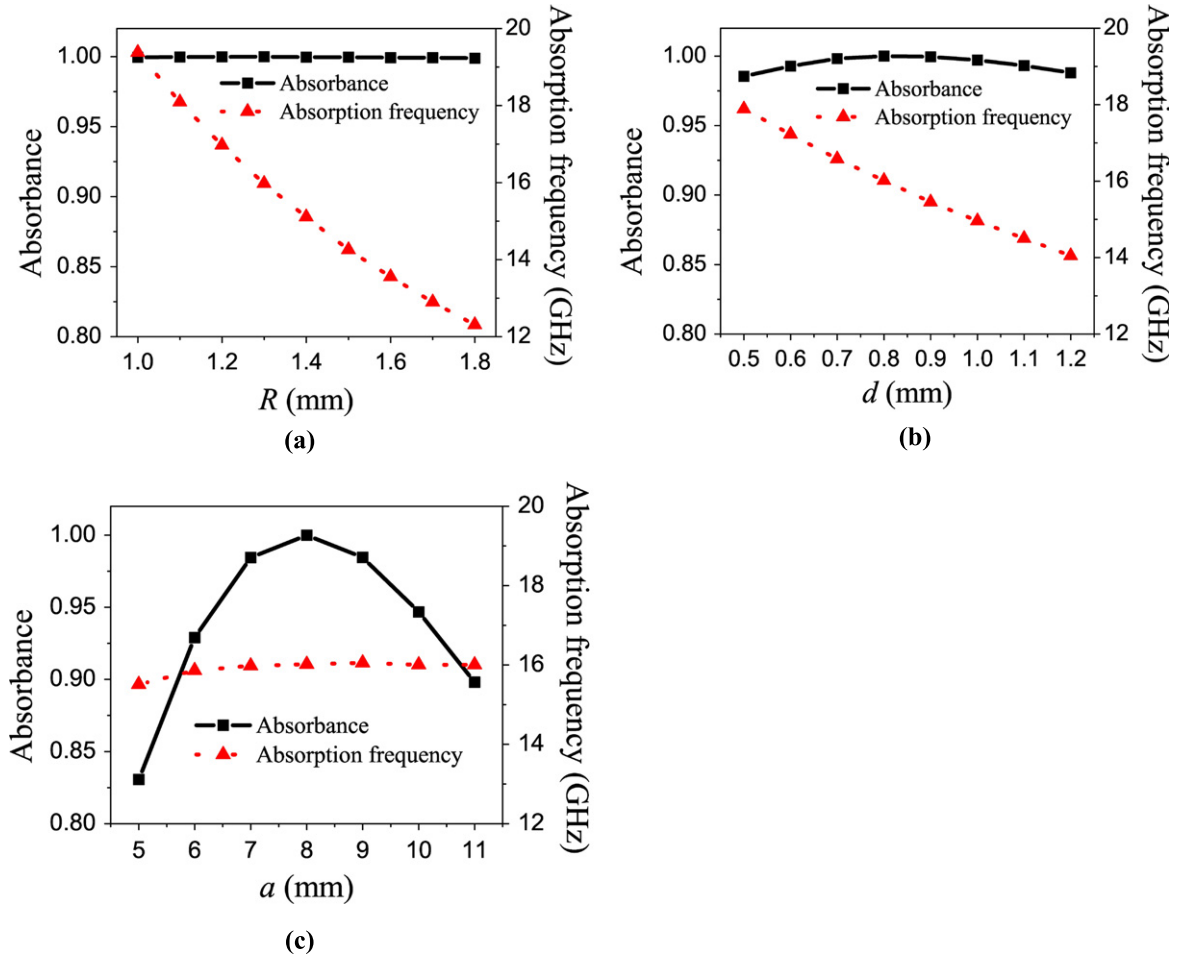 Absorbance
1.00
0.95
0.90
0.85
0.80
Absorbance
Absorption frequency
20
18
16
14
12
Absorption frequency (GHz)
1.0 1.2 1.4 1.6 1.8
R (mm)
(a)
Absorbance
1.00
0.95
0.90
0.85
0.80
Absorbance
Absorption frequency
20
18
16
14
12
Absorption frequency (GHz)
0.5 0.6 0.7 0.8 0.9 1.0 1.1 1.2
d (mm)
(b)
Absorbance
1.00
0.95
0.90
0.85
0.80
Absorbance
Absorption frequency
20
18
16
14
12
Absorption frequency (GHz)
5 6 7 8 9 10 11
a (mm)
(c)